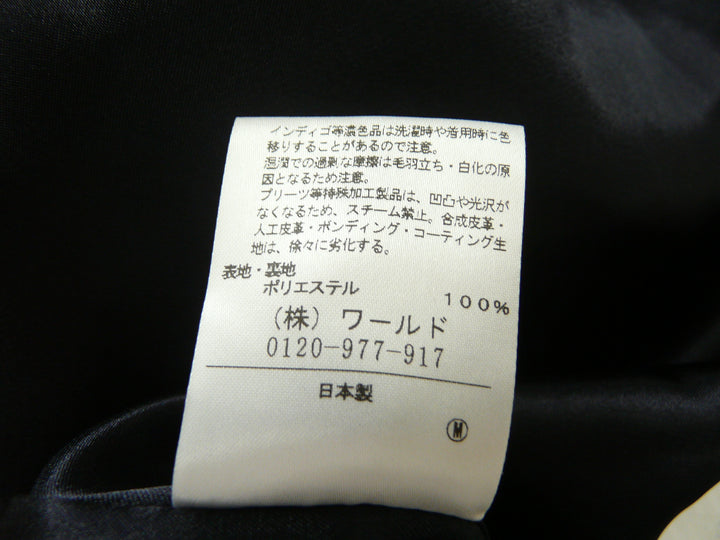 インディゴ等濃色品は洗濯時や着用時に色
移りすることがあるので注意。
湿潤での過剰な摩擦は毛羽立ち・白化の原
因となるため注意。
プリーツ等特殊加工製品は、凹凸や光沢が
なくなるため、スチーム禁止。合成皮革・
人工皮革・ボンディング・コーティング生
地は、徐々に劣化する。
表地・裏地
ポリエステル 100%
(株) ワールド
0120-977-917
日本製
M